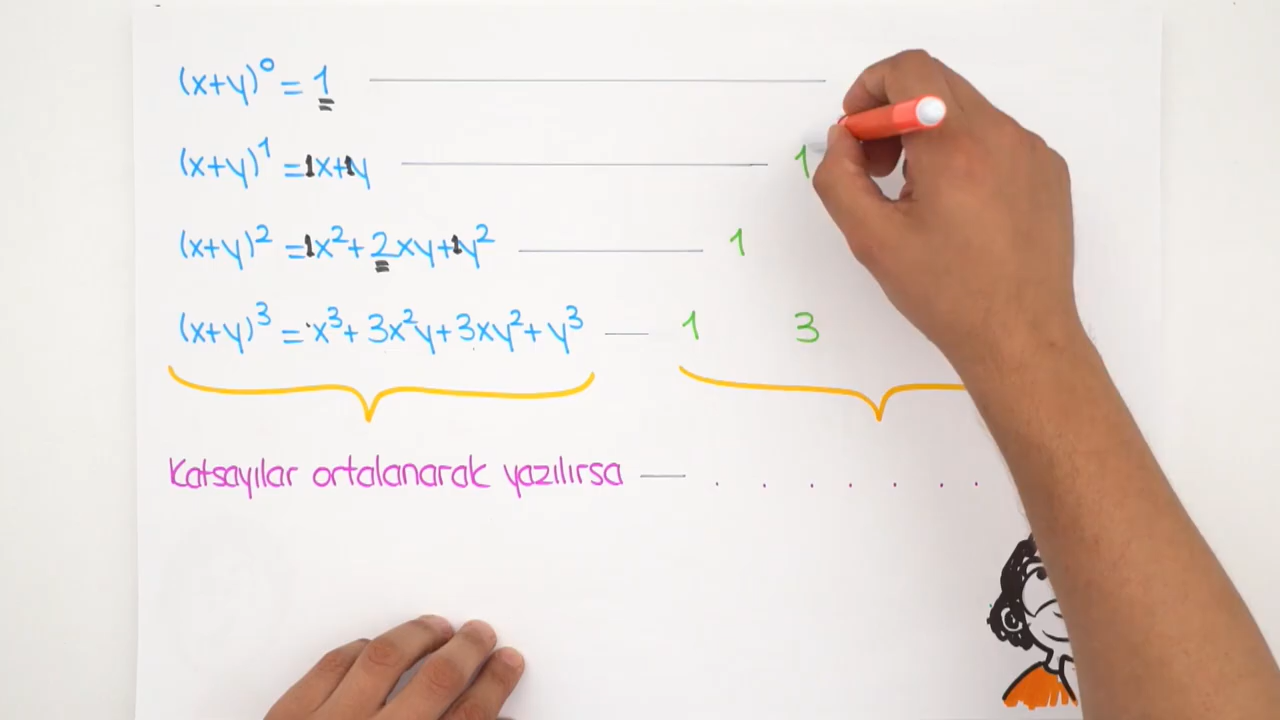 (x+y)⁰ = 1
(x+y)¹ = 1x+1y 1
(x+y)² = 1x²+2xy+1y² 1
(x+y)³ = x³+3x²y+3xy²+y³ 1 3
Katsayılar ortalanarak yazılırsa — . . . . . . .